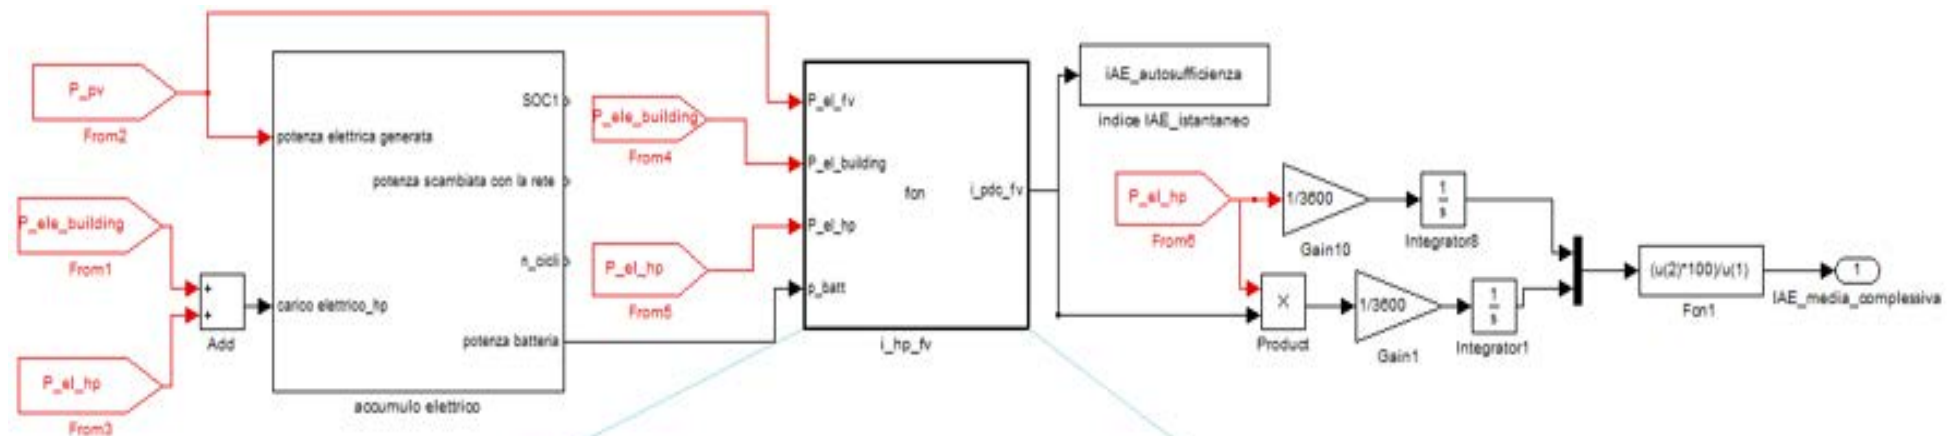 P_pv
From2
P_ele_building
From1
P_el_hp
From3
+
+
Add
potenza elettrica generata
carico elettrico_hp
SOC1
potenza scambiata con la rete
n_cicli
potenza batteria
accumulo elettrico
P_ele_building
From4
P_el_hp
From5
P_el_fv
P_el_building
P_el_hp
p_batt
fon
i_pdc_fv
i_hp_fv
iAE_autosufficienza
indice IAE_istantaneo
P_el_hp
From6
1/3600
Gain10
1
s
Integrator8
X
Product
1/3600
Gain1
1
s
Integrator1
(u(2)*100)/u(1)
Fon1
1
IAE_media_complessiva